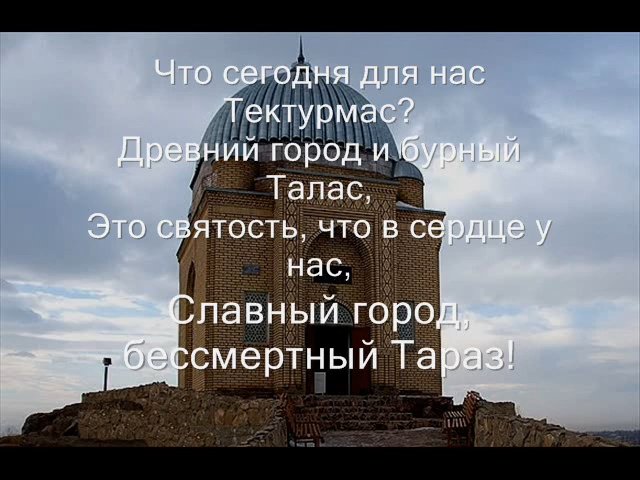 Что сегодня для нас
Тектурмас?
Древний город и бурный
Талас,
Это святость, что в сердце у
нас,
Славный город,
бессмертный Тараз!